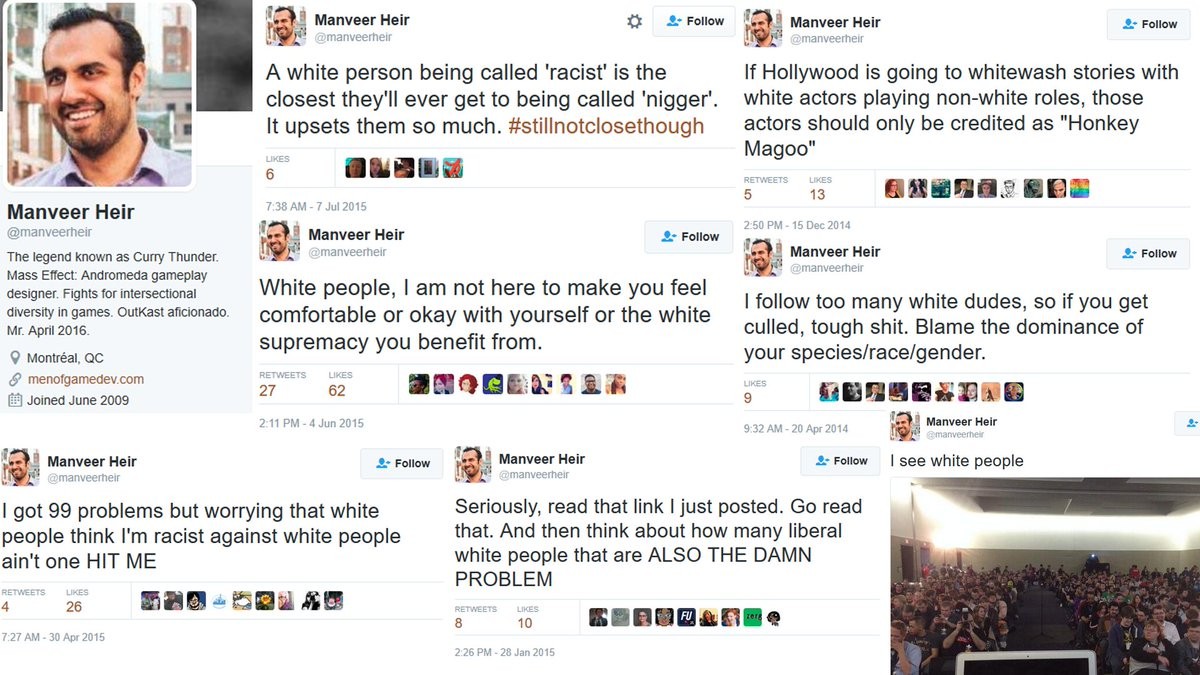 Manveer Heir
@manveerheir
The legend known as Curry Thunder.
Mass Effect: Andromeda gameplay
designer. Fights for intersectional
diversity in games. OutKast aficionado.
Mr. April 2016.
Montréal, QC
menofgamedev.com
Joined June 2009
Manveer Heir
@manveerheir
Follow
A white person being called 'racist' is the
closest they'll ever get to being called 'nigger'.
It upsets them so much. #stillnotclosethough
LIKES
6
7:38 AM - 7 Jul 2015
Manveer Heir
@manveerheir
Follow
White people, I am not here to make you feel
comfortable or okay with yourself or the white
supremacy you benefit from.
RETWEETS LIKES
27 62
2:11 PM - 4 Jun 2015
Manveer Heir
@manveerheir
Follow
If Hollywood is going to whitewash stories with
white actors playing non-white roles, those
actors should only be credited as "Honkey
Magoo"
RETWEETS LIKES
5 13
2:50 PM - 15 Dec 2014
Manveer Heir
@manveerheir
Follow
I follow too many white dudes, so if you get
culled, tough shit. Blame the dominance of
your species/race/gender.
LIKES
9
9:32 AM - 20 Apr 2014
Manveer Heir
@manveerheir
Follow
I got 99 problems but worrying that white
people think I'm racist against white people
ain't one HIT ME
RETWEETS LIKES
4 26
7:27 AM - 30 Apr 2015
Manveer Heir
@manveerheir
Follow
Seriously, read that link I just posted. Go read
that. And then think about how many liberal
white people that are ALSO THE DAMN
PROBLEM
RETWEETS LIKES
8 10
FU
2:26 PM - 28 Jan 2015
Manveer Heir
@manveerheir
I see white people